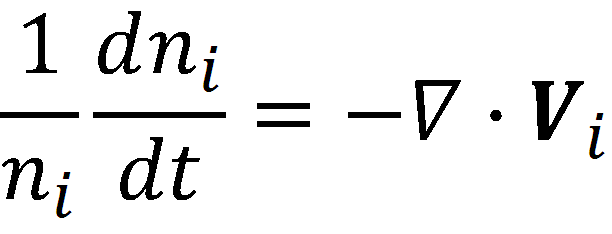 1/n_i dn_i/dt = −∇ · V_i